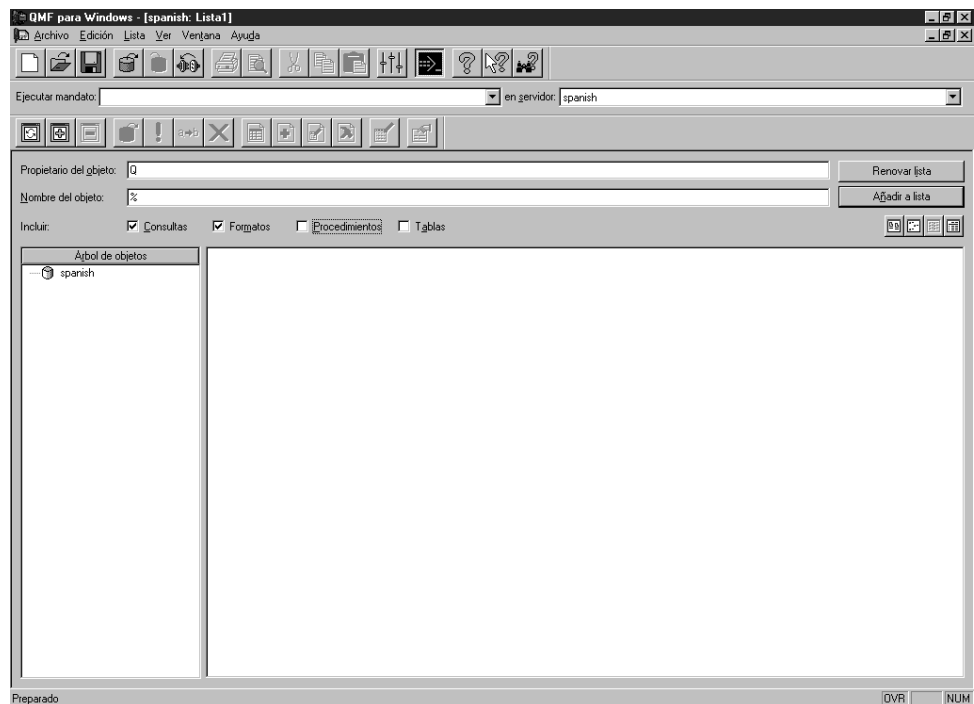 QMF para Windows - [spanish: Lista1]
Archivo Edición Lista Ver Ventana Ayuda
Ejecutar mandato: en servidor: spanish
Propietario del objeto: Q Renovar lista
Nombre del objeto: % Añadir a lista
Incluir: Consultas Formatos Procedimientos Tablas
Árbol de objetos
spanish
Preparado OVR NUM